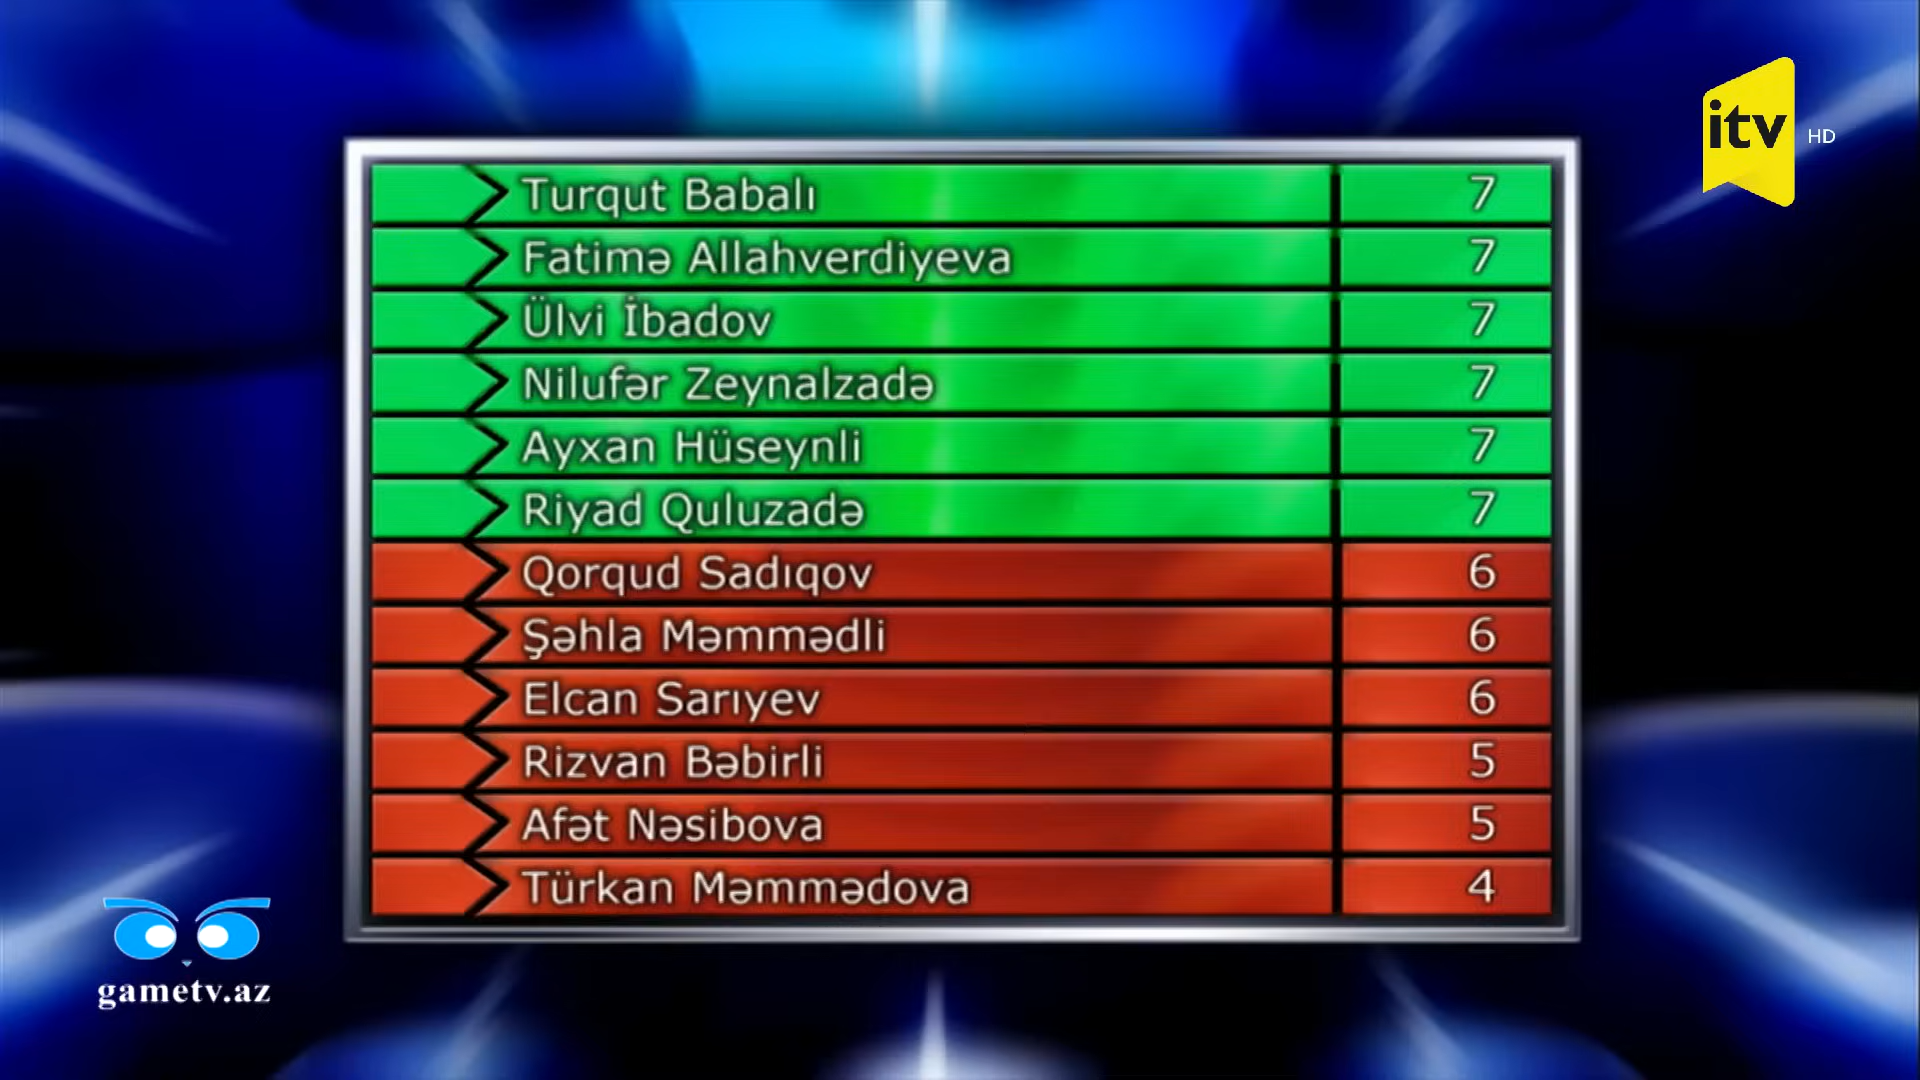 itv HD
Turqut Babalı 7
Fatimə Allahverdiyeva 7
Ülvi İbadov 7
Nilufər Zeynalzadə 7
Ayxan Hüseynli 7
Riyad Quluzadə 7
Qorqud Sadıqov 6
Şəhla Məmmədli 6
Elcan Sarıyev 6
Rizvan Bəbirli 5
Afət Nəsibova 5
Türkan Məmmədova 4
gametv.az